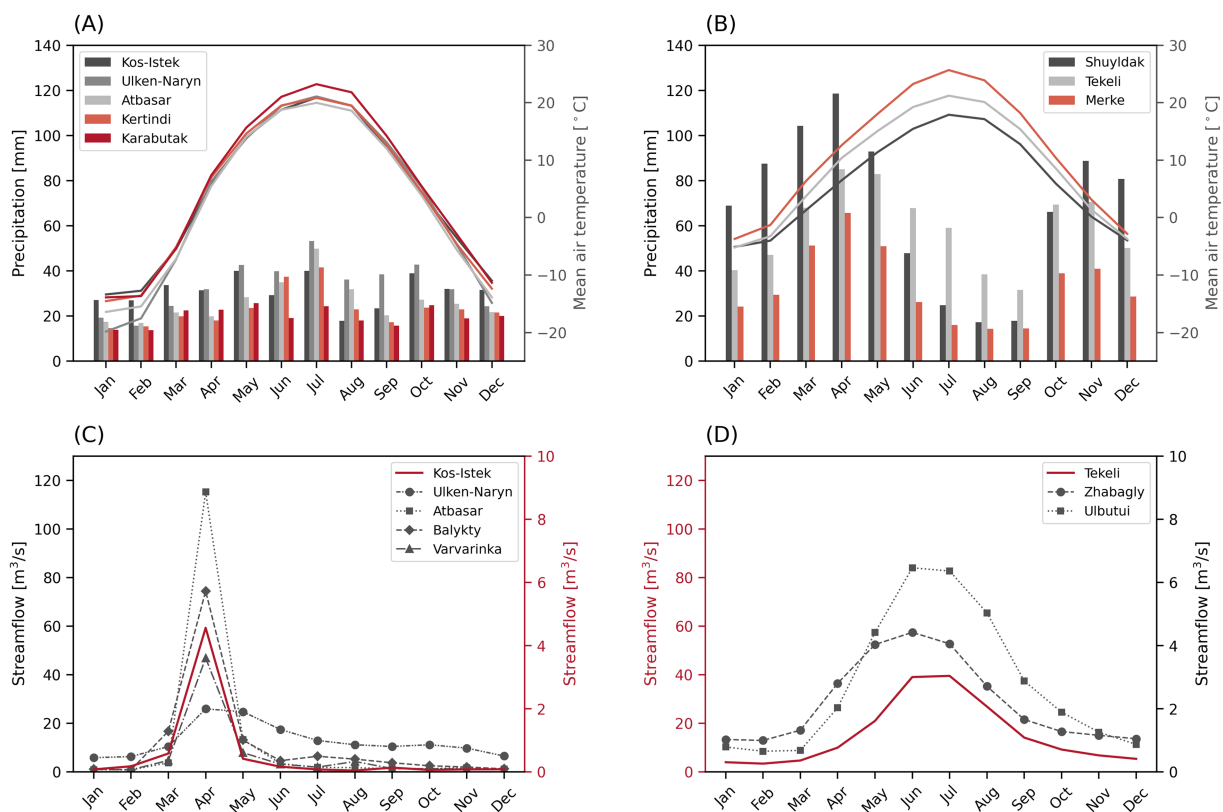 (A)
140
120
100
80
60
40
20
0
Precipitation [mm]
Kos-Istek
Ulken-Naryn
Atbasar
Kertindi
Karabutak
30
20
10
0
−10
−20
Mean air temperature [°C]
Jan Feb Mar Apr May Jun Jul Aug Sep Oct Nov Dec
(B)
140
120
100
80
60
40
20
0
Precipitation [mm]
Shuyldak
Tekeli
Merke
30
20
10
0
−10
−20
Mean air temperature [°C]
Jan Feb Mar Apr May Jun Jul Aug Sep Oct Nov Dec
(C)
120
100
80
60
40
20
0
Streamflow [m³/s]
Kos-Istek
Ulken-Naryn
Atbasar
Balykty
Varvarinka
10
8
6
4
2
0
Streamflow [m³/s]
Jan Feb Mar Apr May Jun Jul Aug Sep Oct Nov Dec
(D)
120
100
80
60
40
20
0
Streamflow [m³/s]
Tekeli
Zhabagly
Ulbutui
10
8
6
4
2
0
Streamflow [m³/s]
Jan Feb Mar Apr May Jun Jul Aug Sep Oct Nov Dec